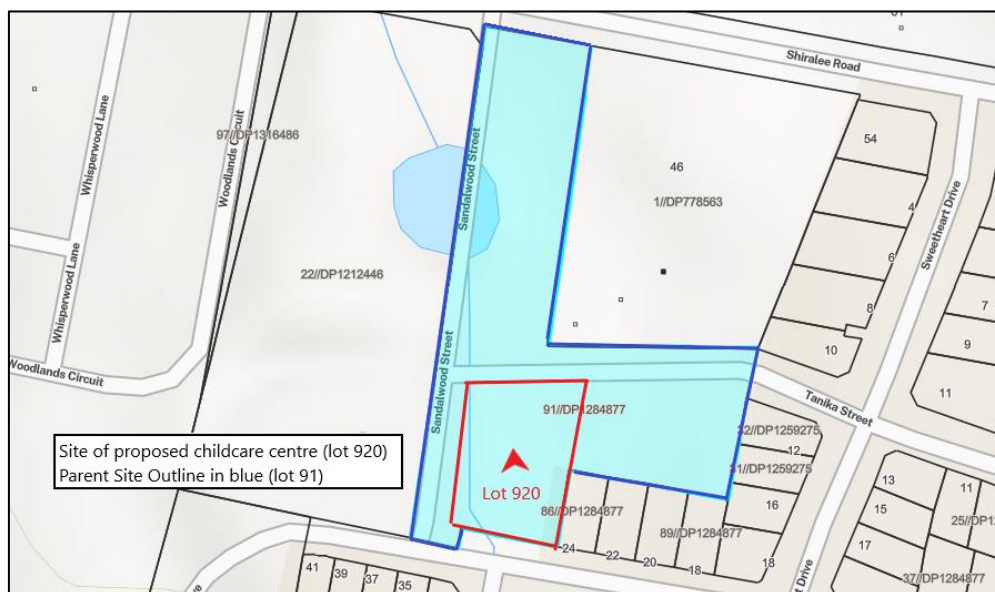 Shiralee Road
Whisperwood Lane
Woodlands Circuit
97//DP1316486
Sandalwood Street
54
46
1//DP778563
4
Sweetheart Drive
6
22//DP1212446
7
8
Whisperwood Lane
9
10
Woodlands Circuit
Sandalwood Street
11
Tanika Street
91//DP1284877
Site of proposed childcare centre (lot 920)
Parent Site Outline in blue (lot 91)
32//DP1259275
12
31//DP1259275
Lot 920
13
11
16
86//DP1284877
15
25//DP
89//DP1284877
17
24
22
20
18
18
41
39
37
35
Drive
37//DP1284877